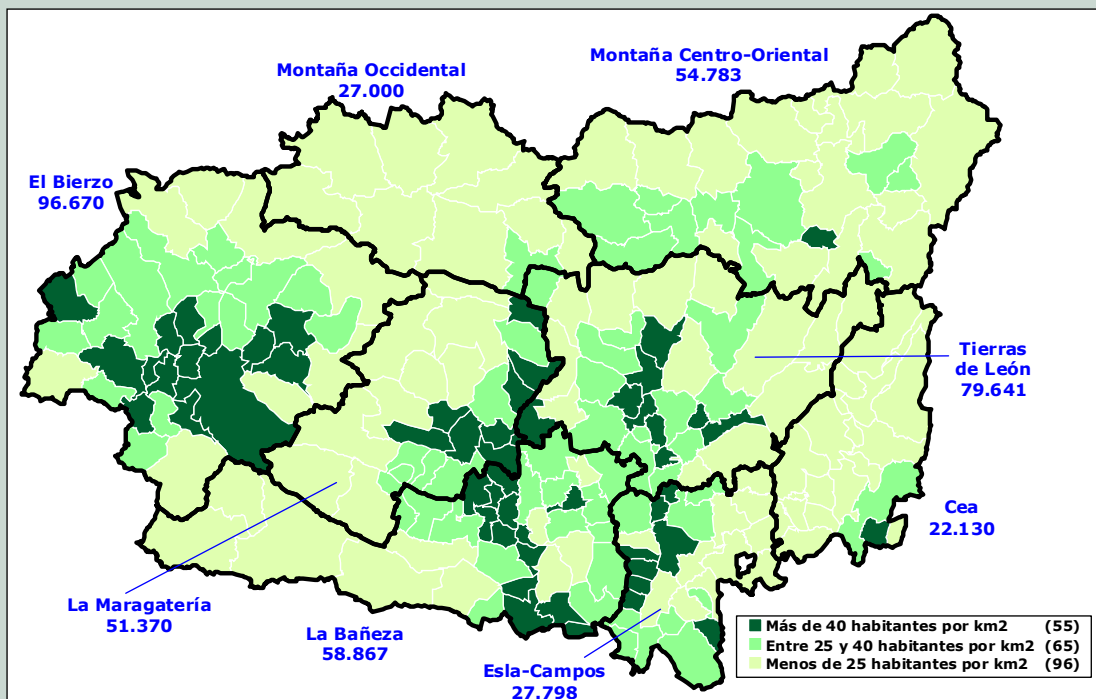 Montaña Occidental
27.000
Montaña Centro-Oriental
54.783
El Bierzo
96.670
Tierras
de León
79.641
Cea
22.130
La Maragatería
51.370
La Bañeza
58.867
Esla-Campos
27.798
Más de 40 habitantes por km2 (55)
Entre 25 y 40 habitantes por km2 (65)
Menos de 25 habitantes por km2 (96)